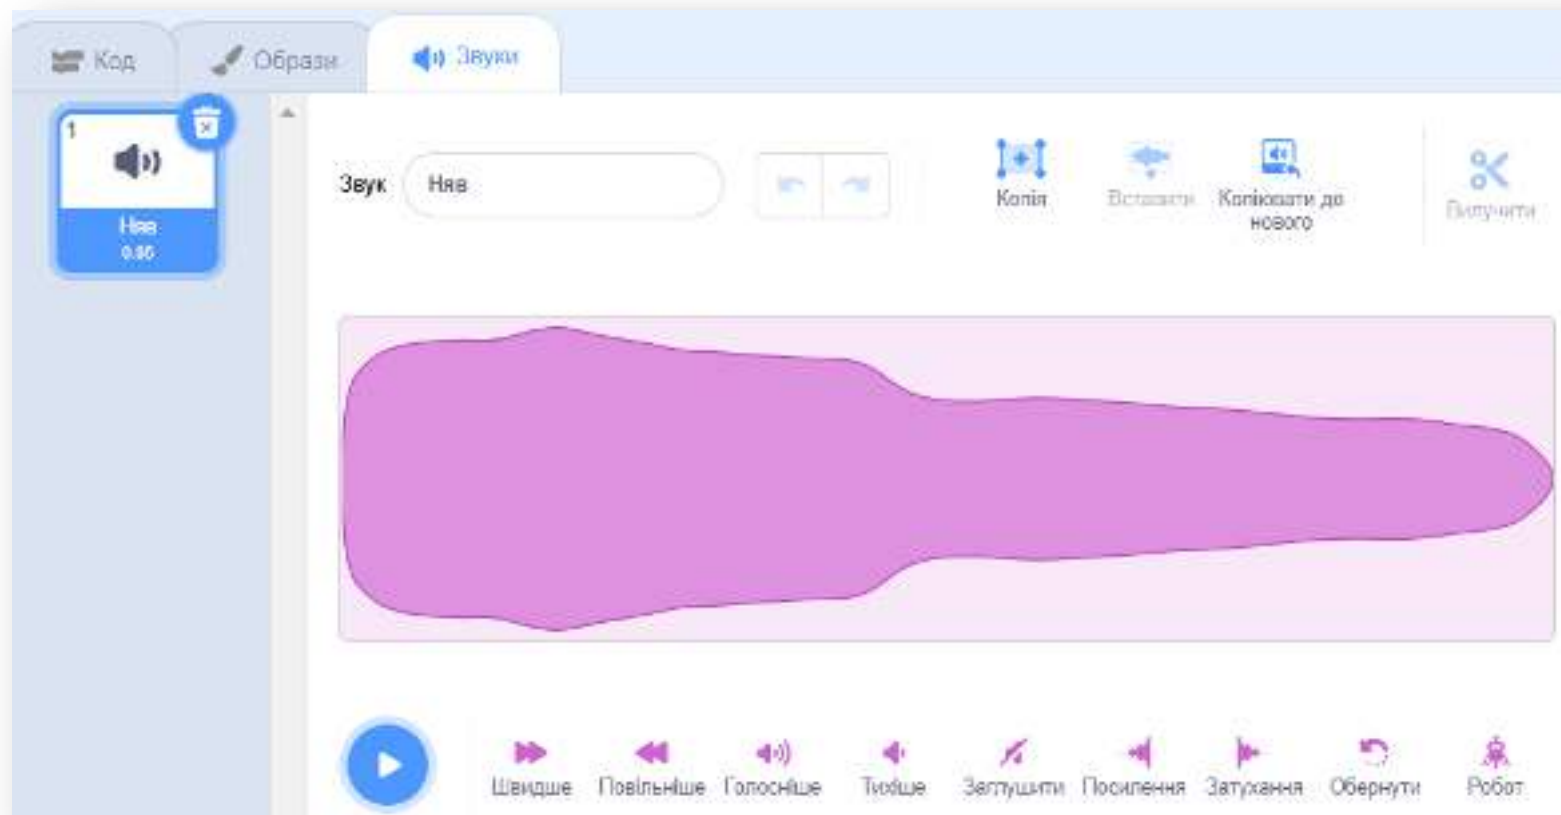 Код Образи Звуки
1
Няв
0.85
Звук Няв
Копія Вставити Копіювати до нового Вилучити
Швидше Повільніше Голосніше Тихіше Заглушити Посилення Затухання Обернути Робот